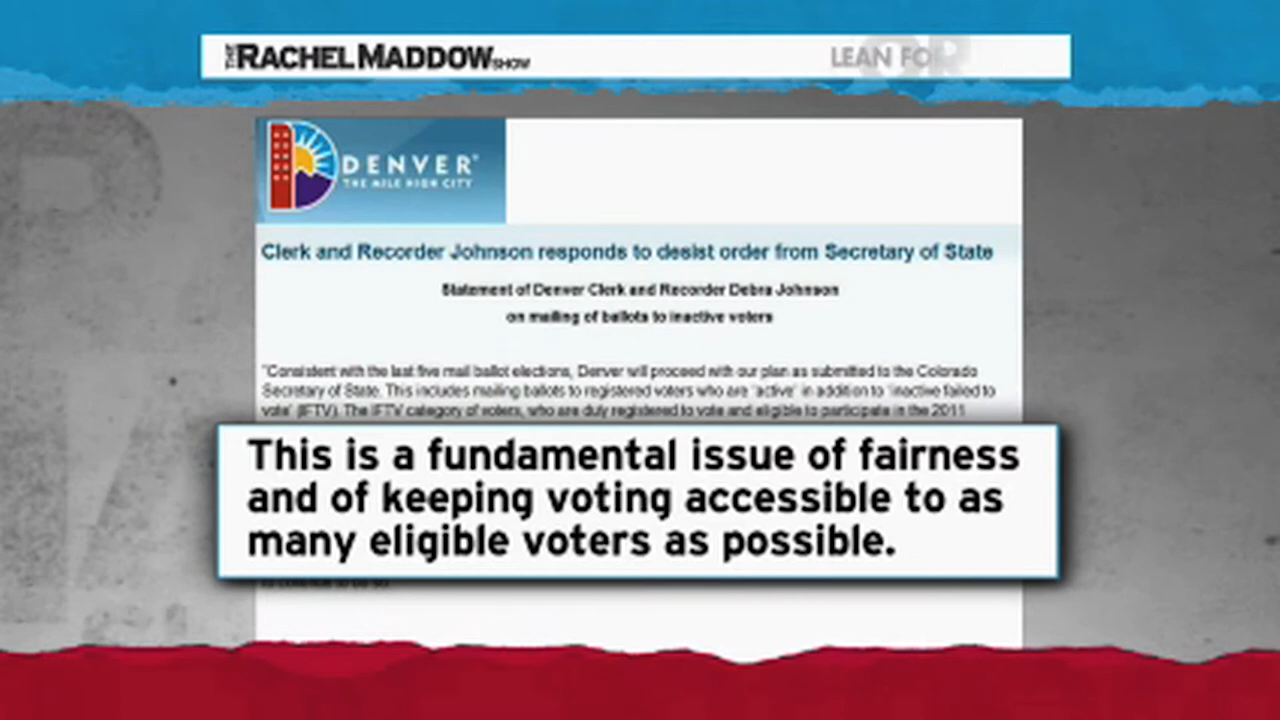 THE RACHEL MADDOW SHOW
LEAN FO
DENVER
THE MILE HIGH CITY
Clerk and Recorder Johnson responds to desist order from Secretary of State
Statement of Denver Clerk and Recorder Debra Johnson
on mailing of ballots to inactive voters
"Consistent with the last five mail ballot elections, Denver will proceed with our plan as submitted to the Colorado
Secretary of State. This includes mailing ballots to registered voters who are "active" in addition to "inactive failed to
vote" (IFTV). The IFTV category of voters, who are duly registered to vote and eligible to participate in the 2011
This is a fundamental issue of fairness
and of keeping voting accessible to as
many eligible voters as possible.